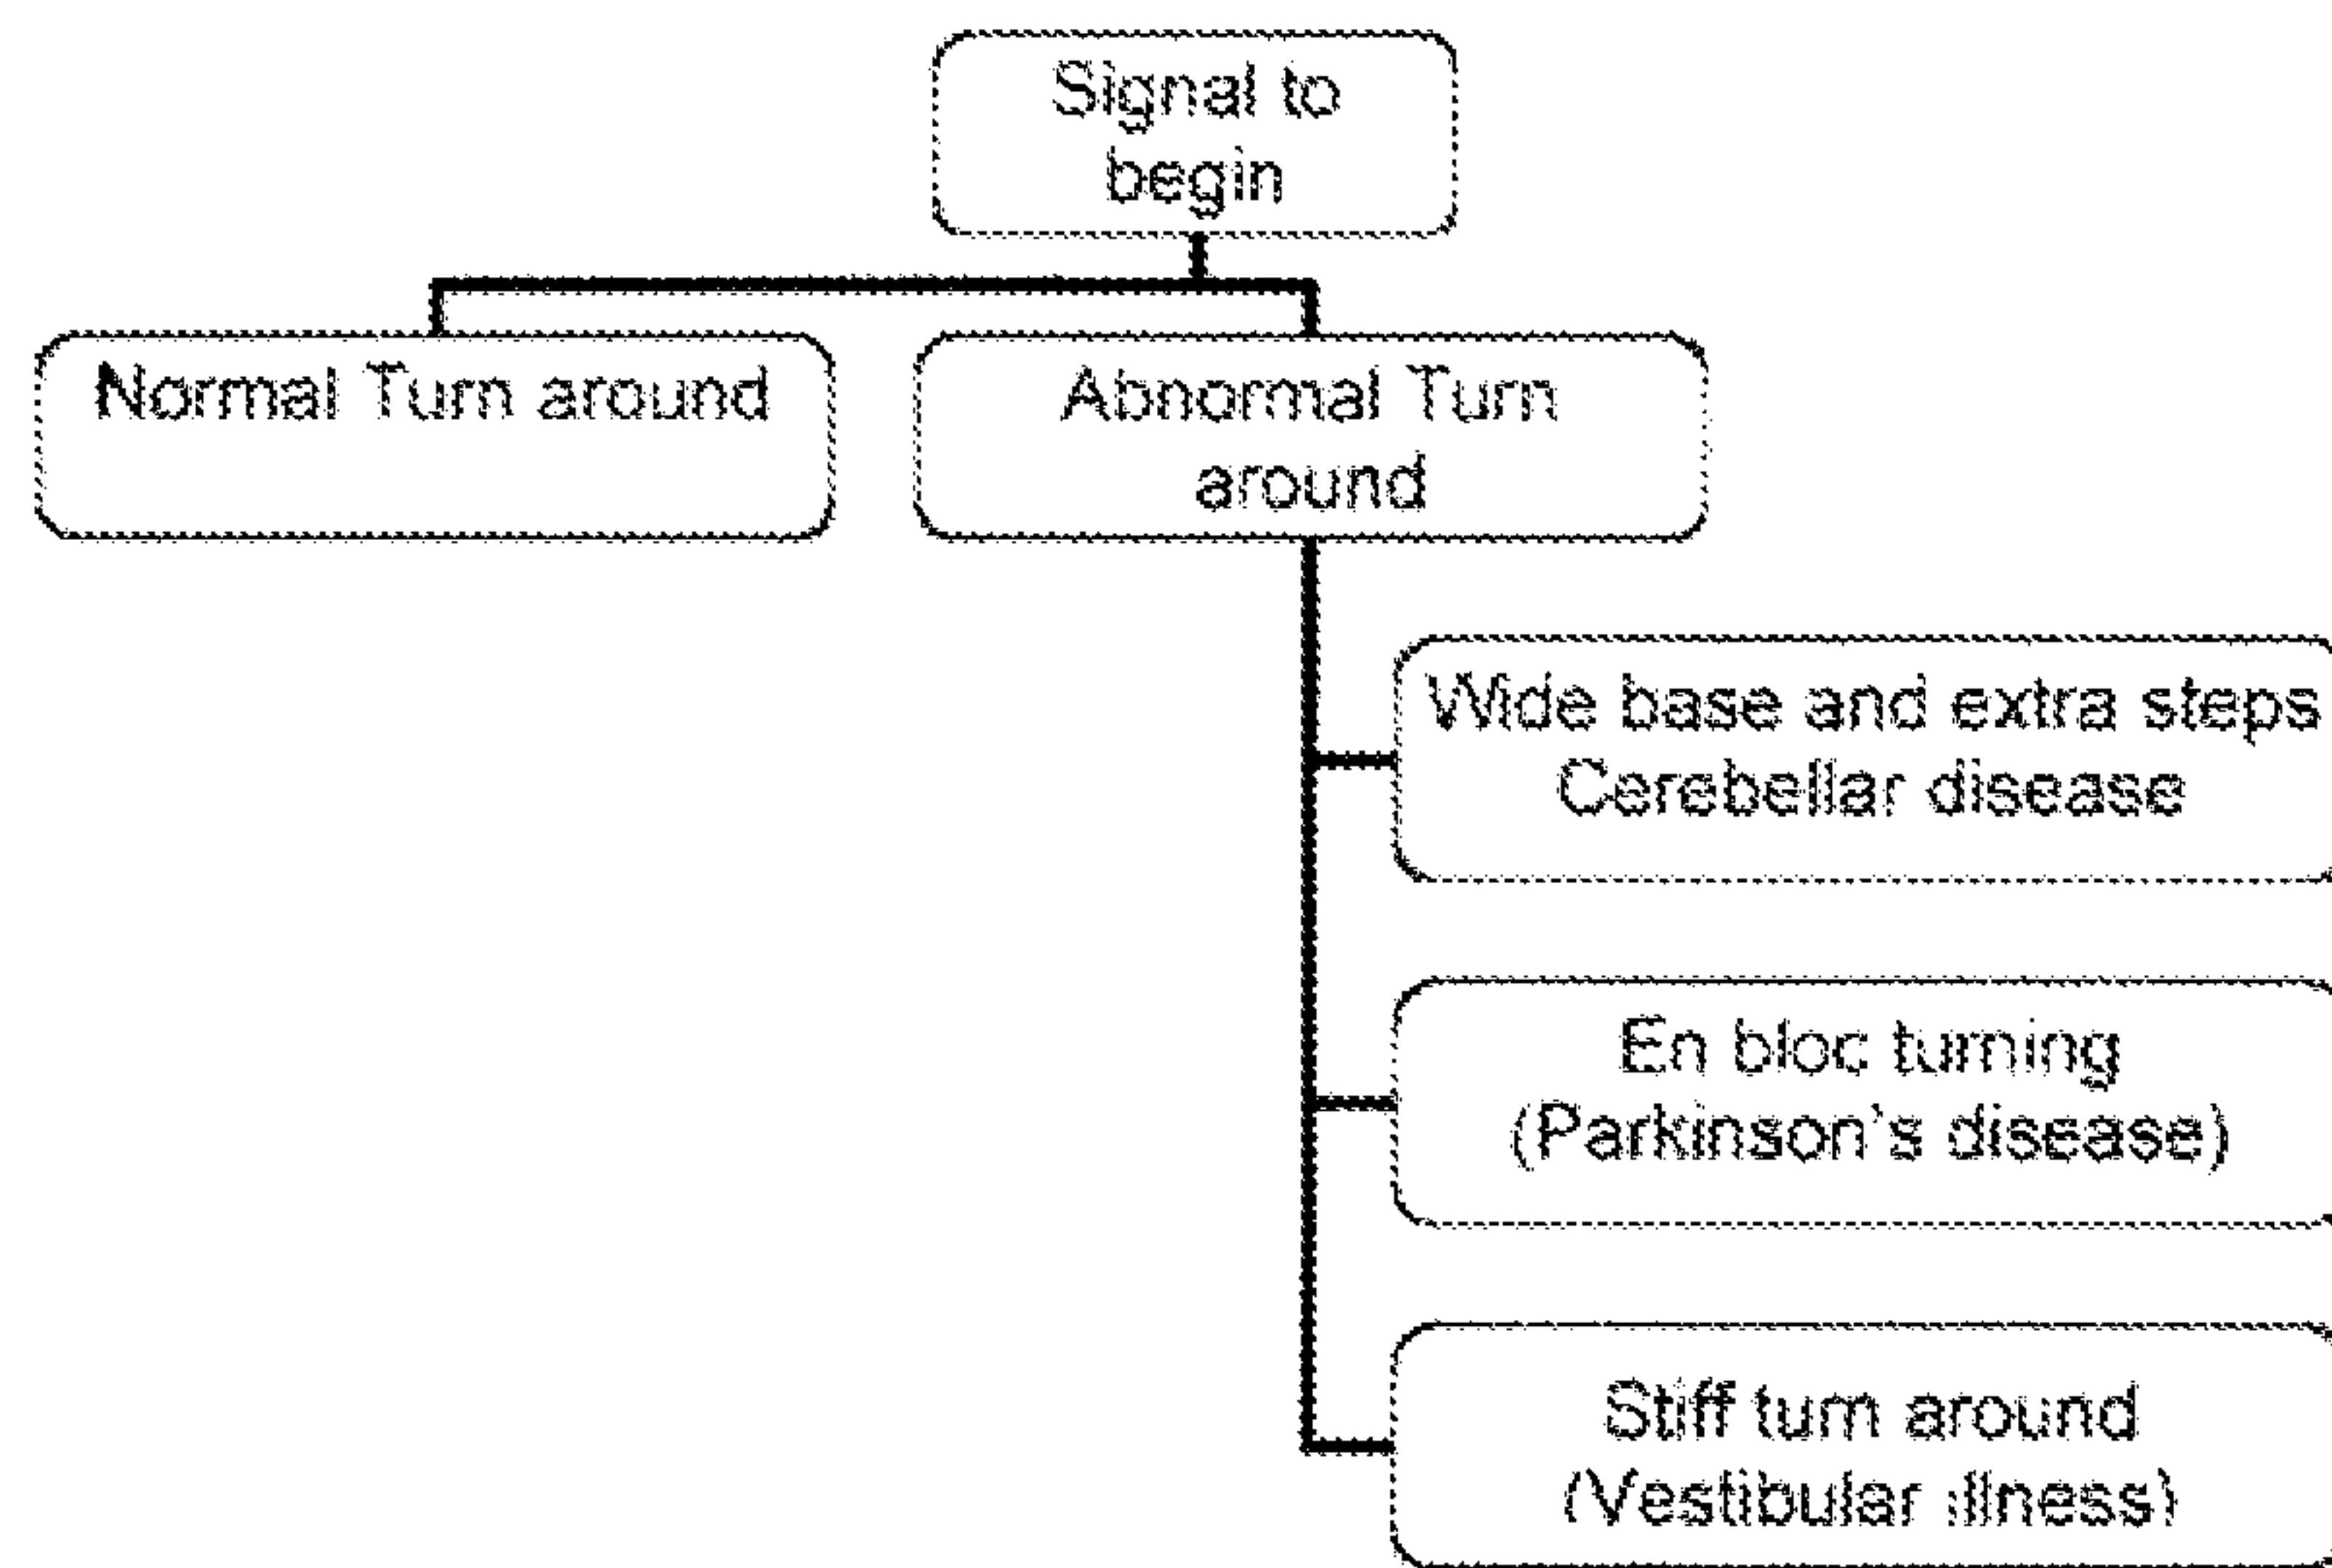 Signal to
begin
Normal Turn around
Abnormal Turn
around
Wide base and extra steps
Cerebellar disease
En bloc turning
(Parkinson's disease)
Stiff turn around
(Vestibular illness)